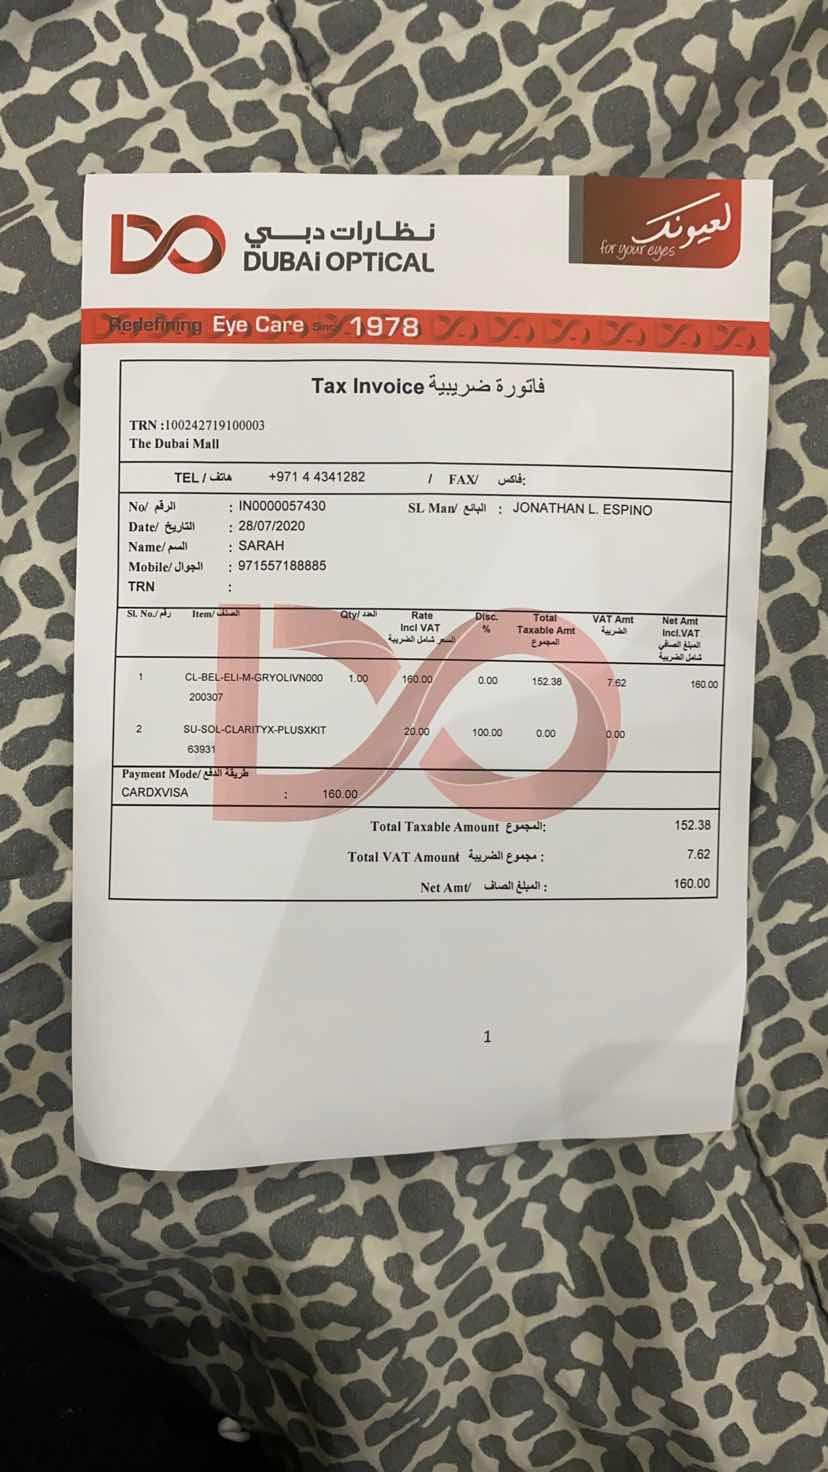 نظارات دبي
DUBAi OPTiCAL
لعيونك
for your eyes
Redefining Eye Care Since 1978
Tax Invoice فاتورة ضريبية
TRN :100242719100003
The Dubai Mall
TEL / هاتف +971 4 4341282 / FAX/ فاكس:
No/ الرقم : IN0000057430 SL Man/ البائع : JONATHAN L. ESPINO
Date/ التاريخ : 28/07/2020
Name/ السم : SARAH
Mobile/ الجوال : 971557188885
TRN :
Sl. No./ رقم Item/ الصنف Qty/ العدد Rate Disc. Total VAT Amt Net Amt
Incl VAT % Taxable Amt الضريبة Incl.VAT
السعر شامل الضريبة المجموع المبلغ الصافي
شامل الضريبة
1 CL-BEL-ELI-M-GRYOLIVN000 1.00 160.00 0.00 152.38 7.62 160.00
200307
2 SU-SOL-CLARITYX-PLUSXKIT 20.00 100.00 0.00 0.00
63931
Payment Mode/ طريقة الدفع
CARDXVISA : 160.00
Total Taxable Amount المجموع: 152.38
Total VAT Amount مجموع الضريبة : 7.62
Net Amt/ المبلغ الصاف : 160.00
1